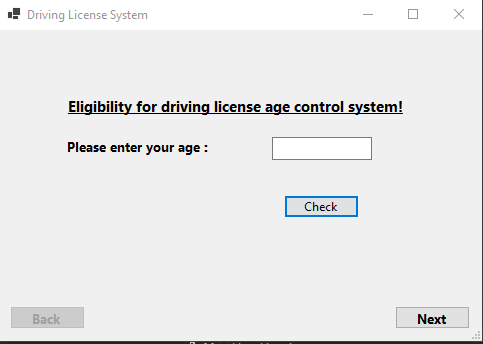 Driving License System
Eligibility for driving license age control system!
Please enter your age :
Check
Back
Next